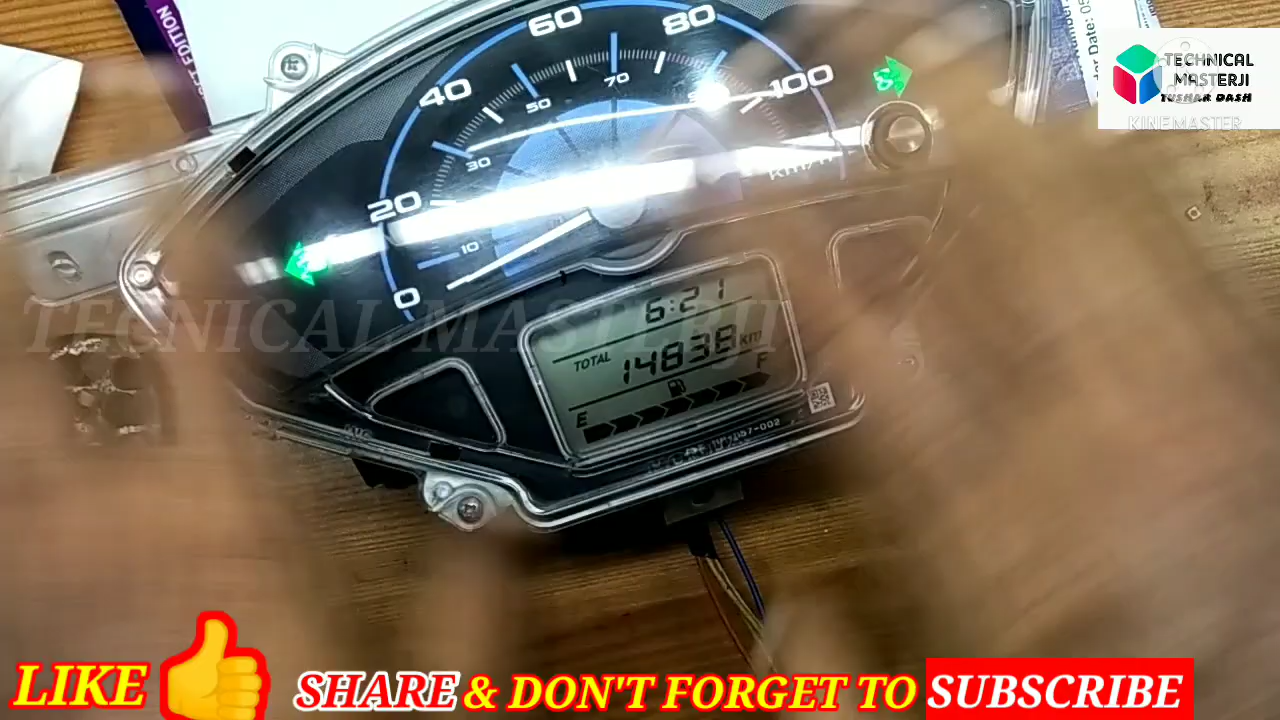 60
80
40
70
100
50
30
20
10
0
km/h
TECHNICAL
MASTERJI
TUSHAR DASH
KINEMASTER
TECNICAL MASTERJI
6:21
TOTAL 14838 km
E F
LIKE SHARE & DON'T FORGET TO SUBSCRIBE